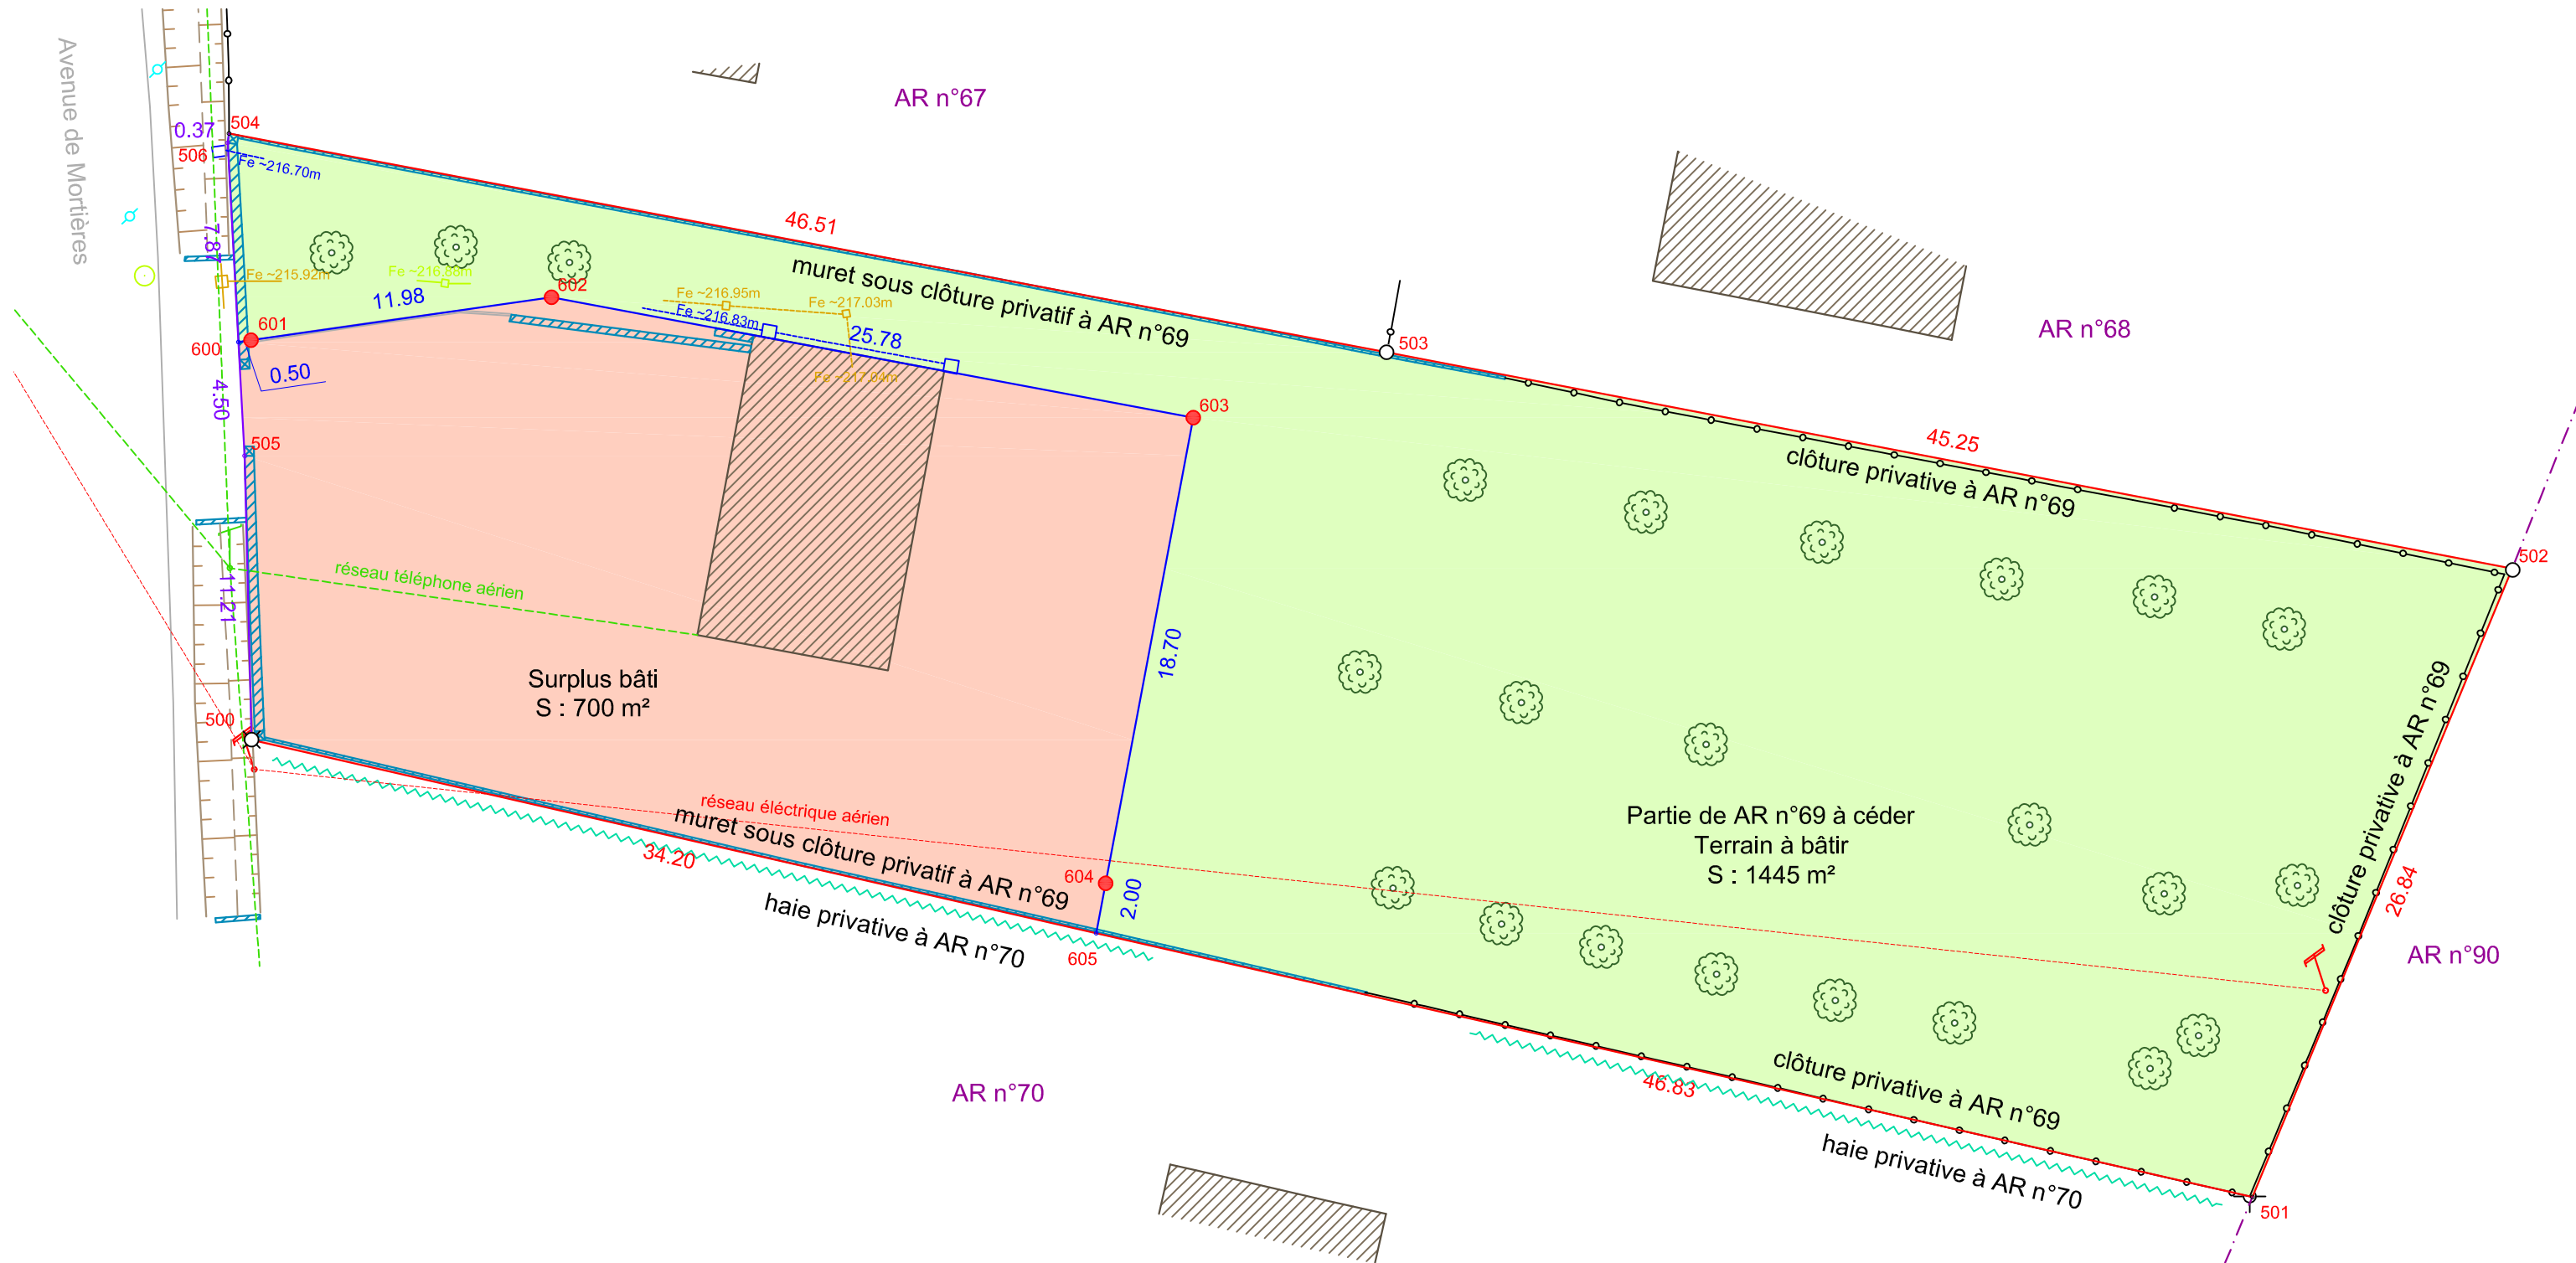 Avenue de Mortières
AR n°67
504
0.37
506
Fe ~216.70m
46.51
7.87
muret sous clôture privatif à AR n°69
Fe ~215.92m
Fe ~216.88m
602
11.98
Fe ~216.95m
Fe ~217.03m
Fe ~216.83m
25.78
601
600
0.50
Fe ~217.04m
503
AR n°68
603
4.50
505
45.25
clôture privative à AR n°69
502
réseau téléphone aérien
11.21
18.70
Surplus bâti
S : 700 m²
500
réseau éléctrique aérien
muret sous clôture privatif à AR n°69
34.20
haie privative à AR n°70
604
2.00
605
Partie de AR n°69 à céder
Terrain à bâtir
S : 1445 m²
clôture privative à AR n°69
26.84
AR n°90
AR n°70
clôture privative à AR n°69
46.83
haie privative à AR n°70
501